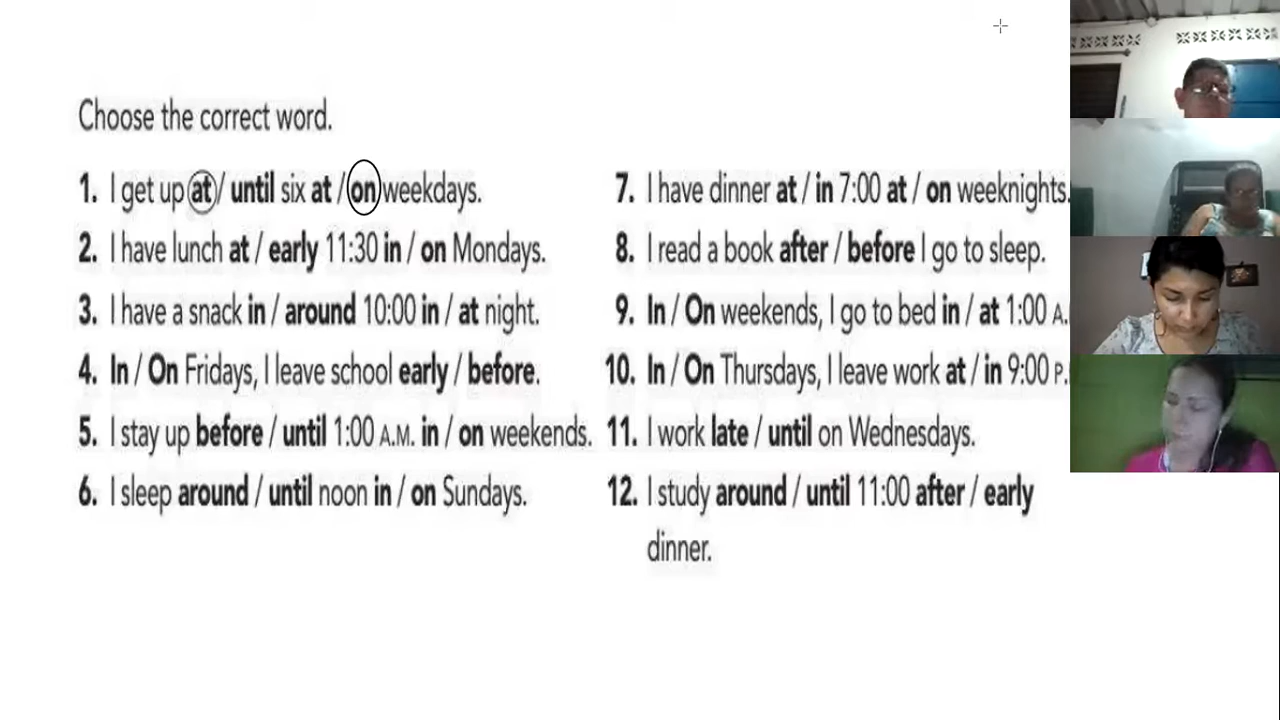 Choose the correct word.
1. I get up at / until six at / on weekdays.
2. I have lunch at / early 11:30 in / on Mondays.
3. I have a snack in / around 10:00 in / at night.
4. In / On Fridays, I leave school early / before.
5. I stay up before / until 1:00 A.M. in / on weekends.
6. I sleep around / until noon in / on Sundays.
7. I have dinner at / in 7:00 at / on weeknights.
8. I read a book after / before I go to sleep.
9. In / On weekends, I go to bed in / at 1:00 A.
10. In / On Thursdays, I leave work at / in 9:00 P.
11. I work late / until on Wednesdays.
12. I study around / until 11:00 after / early
dinner.